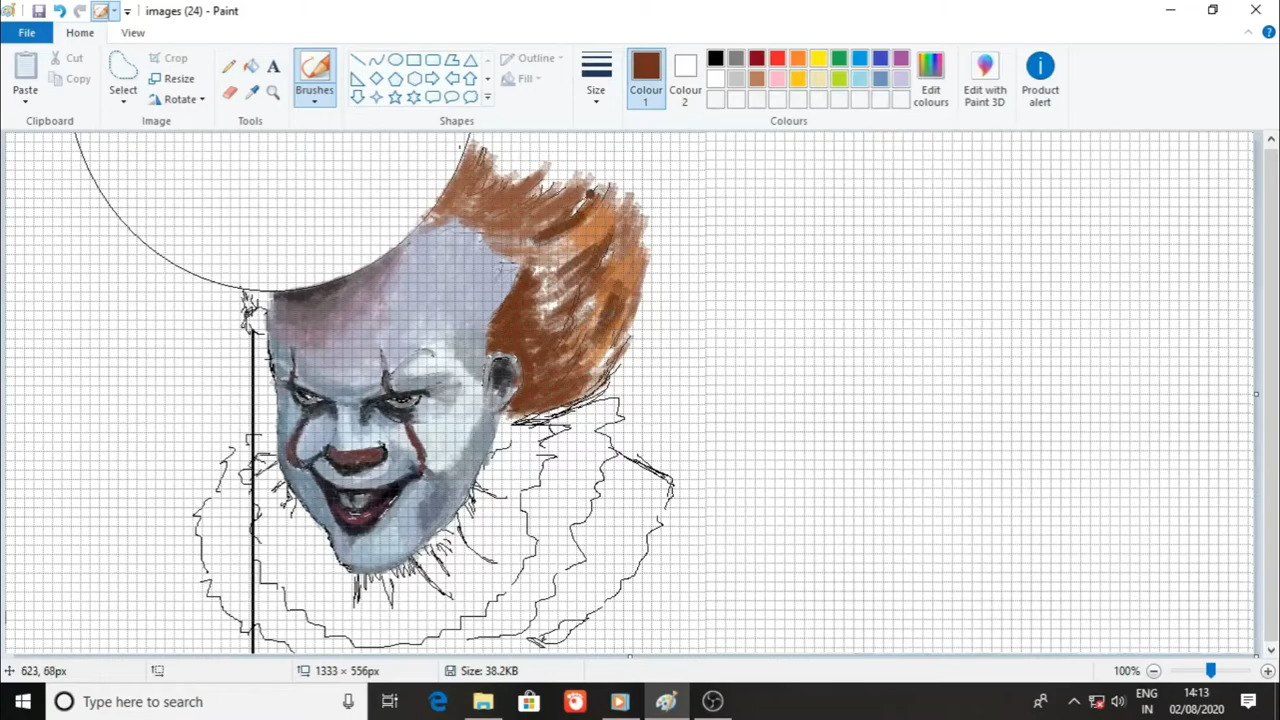 images (24) - Paint
File Home View
Paste Cut Copy
Clipboard
Select Crop Resize Rotate
Image
A
Tools
Brushes
Outline Fill
Shapes
Size
Colour 1
Colour 2
Edit colours
Colours
Edit with Paint 3D
Product alert
623, 68px
1333 × 556px
Size: 38.2KB
100%
Type here to search
ENG IN
14:13
02/08/2020